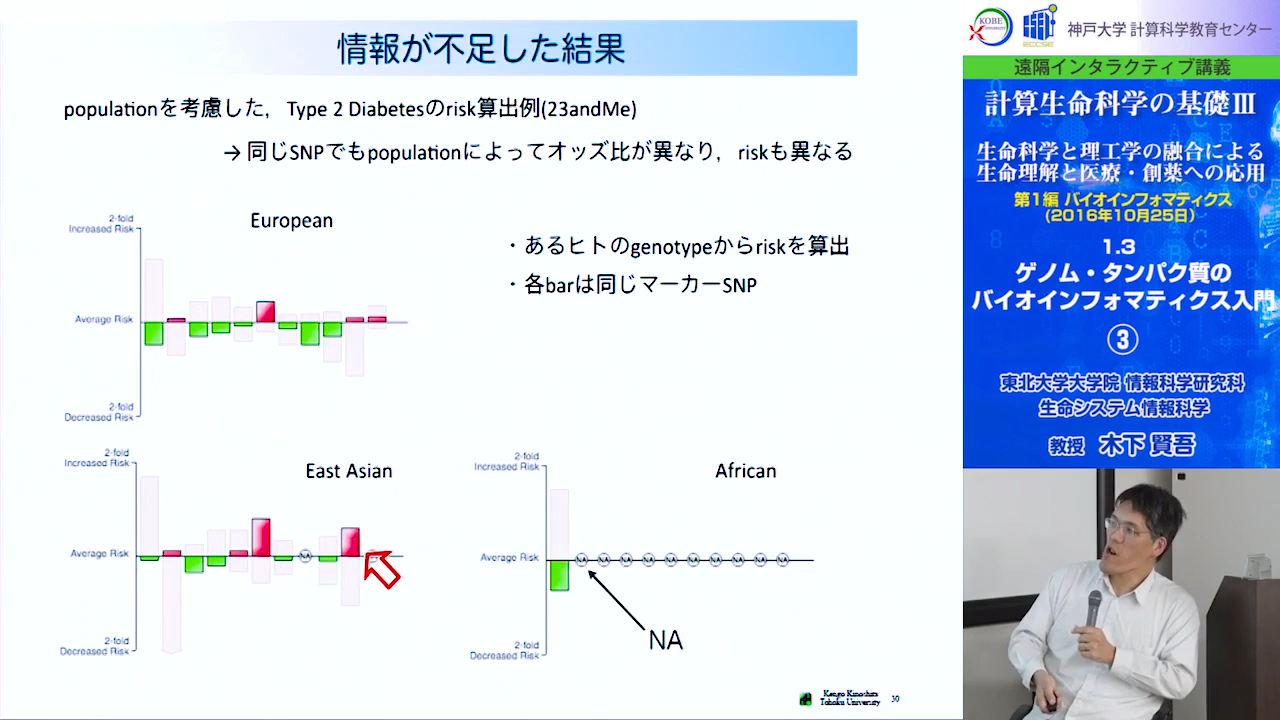 情報が不足した結果
populationを考慮した，Type 2 Diabetesのrisk算出例(23andMe)
→ 同じSNPでもpopulationによってオッズ比が異なり，riskも異なる
European
2-fold
Increased Risk
Average Risk
2-fold
Decreased Risk
・あるヒトのgenotypeからriskを算出
・各barは同じマーカーSNP
East Asian
2-fold
Increased Risk
Average Risk
NA
2-fold
Decreased Risk
African
2-fold
Increased Risk
Average Risk
NA NA NA NA NA NA NA NA NA NA
NA
2-fold
Decreased Risk
Kengo Kinoshita
Tohoku University
30
KOBE
ECCSE
神戸大学 計算科学教育センター
遠隔インタラクティブ講義
計算生命科学の基礎Ⅲ
生命科学と理工学の融合による
生命理解と医療・創薬への応用
第1編 バイオインフォマティクス
(2016年10月25日)
1.3
ゲノム・タンパク質の
バイオインフォマティクス入門
③
東北大学大学院 情報科学研究科
生命システム情報科学
教授 木下 賢吾